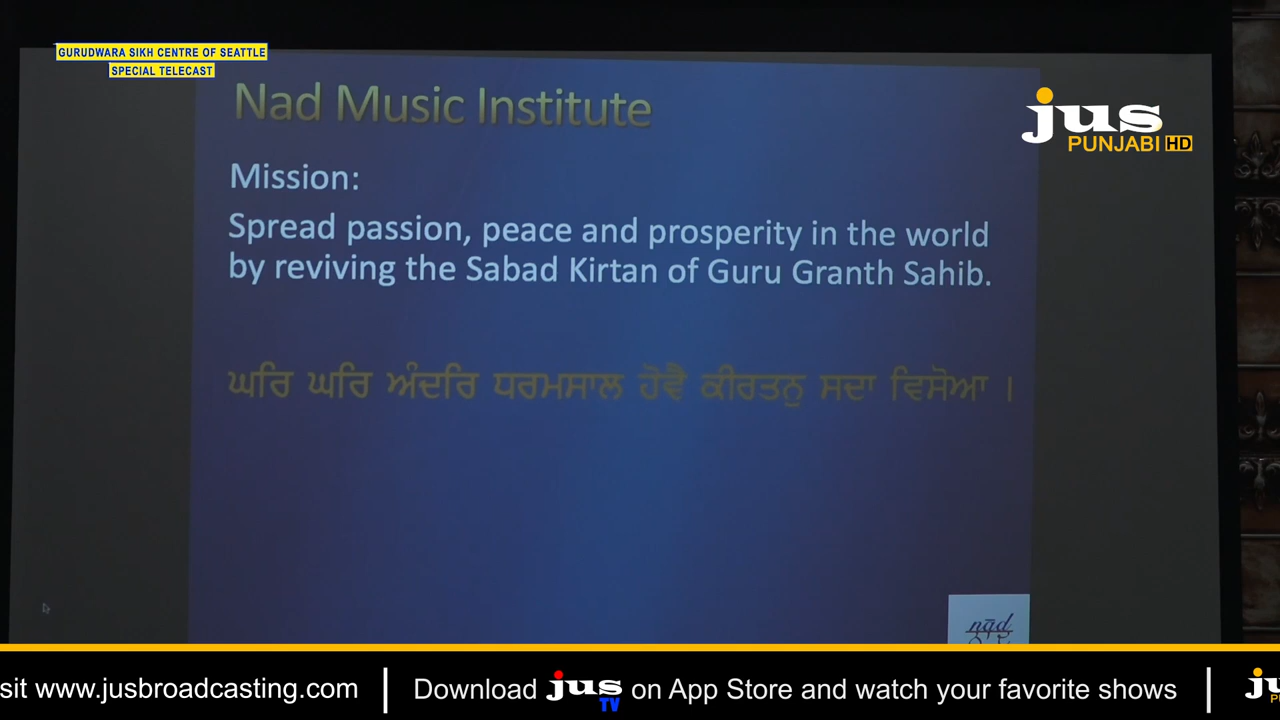 GURUDWARA SIKH CENTRE OF SEATTLE
SPECIAL TELECAST
jus
PUNJABI HD
Nad Music Institute
Mission:
Spread passion, peace and prosperity in the world
by reviving the Sabad Kirtan of Guru Granth Sahib.
ਘਰਿ ਘਰਿ ਅੰਦਰਿ ਧਰਮਸਾਲ ਹੋਵੈ ਕੀਰਤਨੁ ਸਦਾ ਵਿਸੋਆ ।
nād
sit www.jusbroadcasting.com | Download jus TV on App Store and watch your favorite shows |